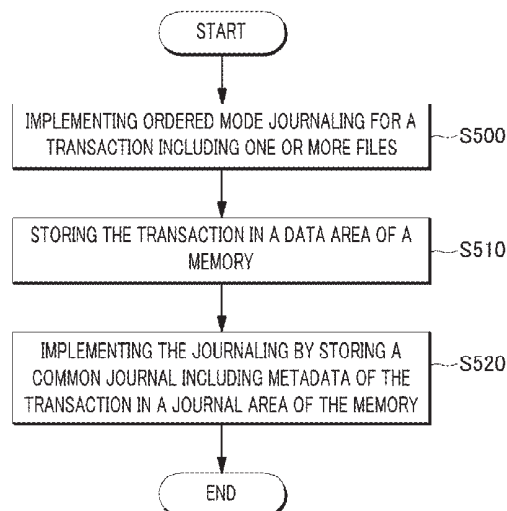 START
IMPLEMENTING ORDERED MODE JOURNALING FOR A
TRANSACTION INCLUDING ONE OR MORE FILES
S500
STORING THE TRANSACTION IN A DATA AREA OF A
MEMORY
S510
IMPLEMENTING THE JOURNALING BY STORING A
COMMON JOURNAL INCLUDING METADATA OF THE
TRANSACTION IN A JOURNAL AREA OF THE MEMORY
S520
END